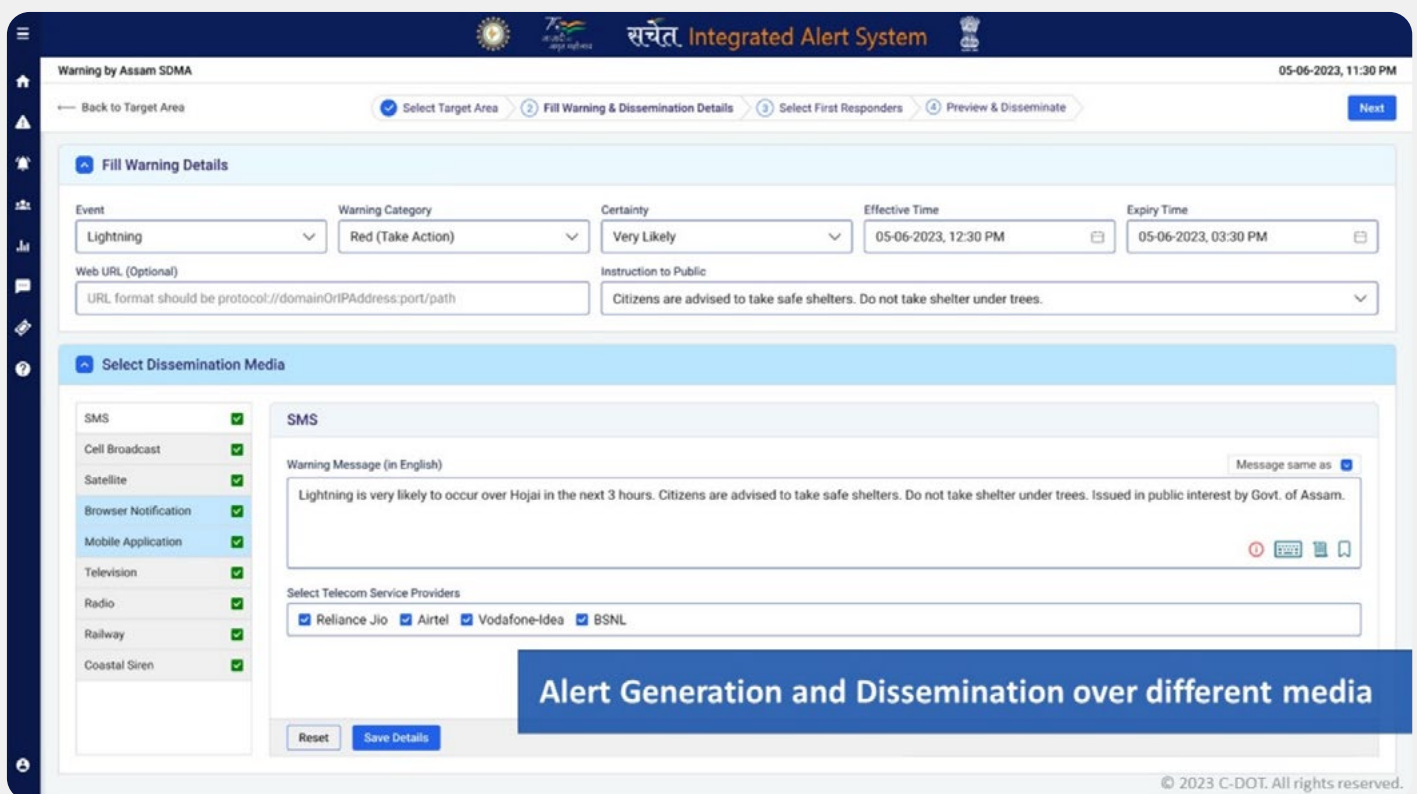 सचेत Integrated Alert System
Warning by Assam SDMA
05-06-2023, 11:30 PM
Back to Target Area
Select Target Area
2 Fill Warning & Dissemination Details
3 Select First Responders
4 Preview & Disseminate
Next
Fill Warning Details
Event
Warning Category
Certainty
Effective Time
Expiry Time
Lightning
Red (Take Action)
Very Likely
05-06-2023, 12:30 PM
05-06-2023, 03:30 PM
Web URL (Optional)
Instruction to Public
URL format should be protocol://domainOrIPAddress:port/path
Citizens are advised to take safe shelters. Do not take shelter under trees.
Select Dissemination Media
SMS
Cell Broadcast
Satellite
Browser Notification
Mobile Application
Television
Radio
Railway
Coastal Siren
SMS
Warning Message (in English)
Message same as
Lightning is very likely to occur over Hojai in the next 3 hours. Citizens are advised to take safe shelters. Do not take shelter under trees. Issued in public interest by Govt. of Assam.
Select Telecom Service Providers
Reliance Jio
Airtel
Vodafone-Idea
BSNL
Alert Generation and Dissemination over different media
Reset
Save Details
© 2023 C-DOT. All rights reserved.